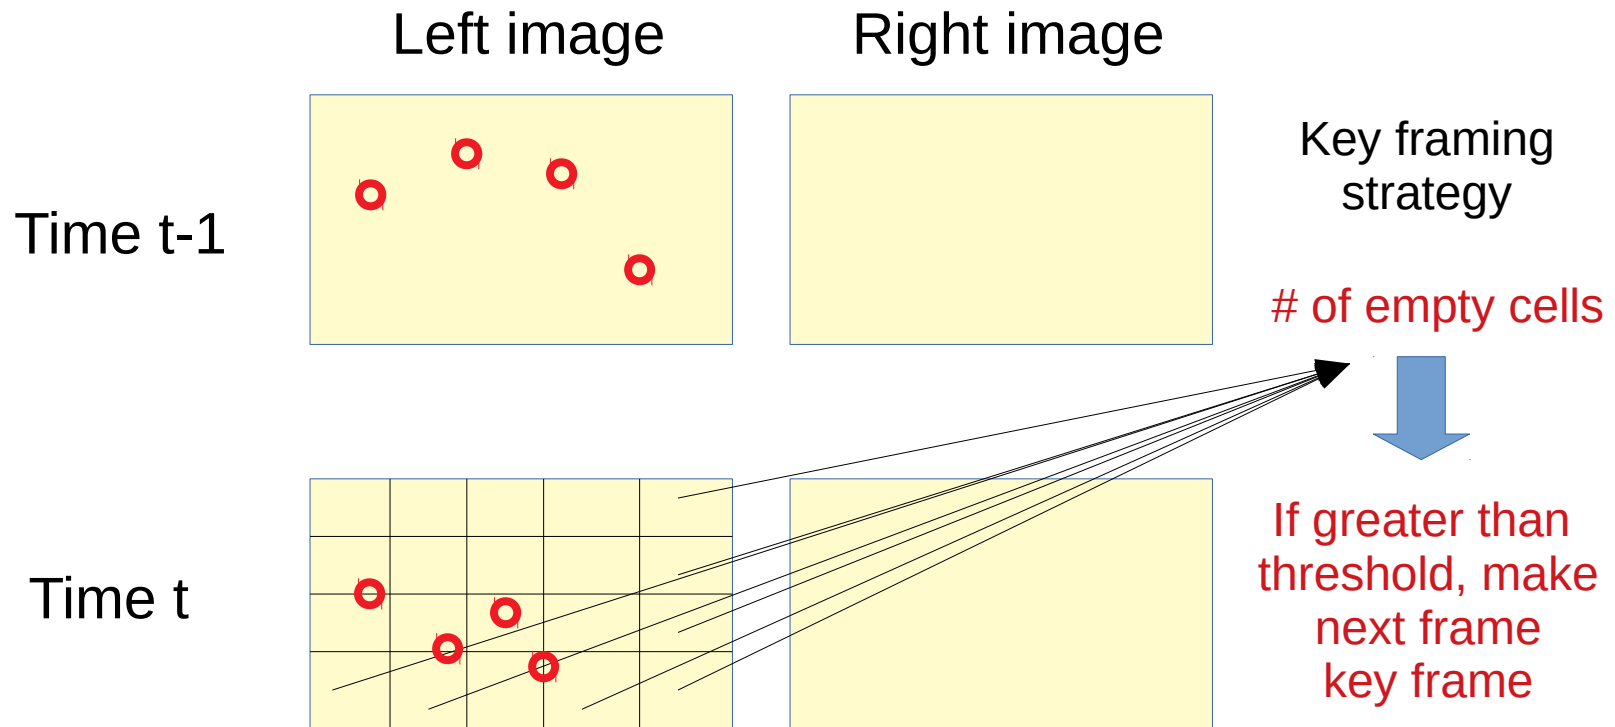 Left image
Right image
Time t-1
Key framing
strategy
# of empty cells
Time t
If greater than
threshold, make
next frame
key frame